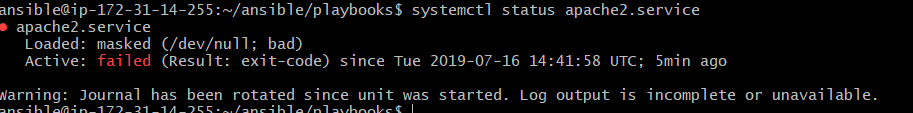 ansible@ip-172-31-14-255:~/ansible/playbooks$ systemctl status apache2.service
● apache2.service
Loaded: masked (/dev/null; bad)
Active: failed (Result: exit-code) since Tue 2019-07-16 14:41:58 UTC; 5min ago
Warning: Journal has been rotated since unit was started. Log output is incomplete or unavailable.
ansible@ip-172-31-14-255:~/ansible/playbooks$